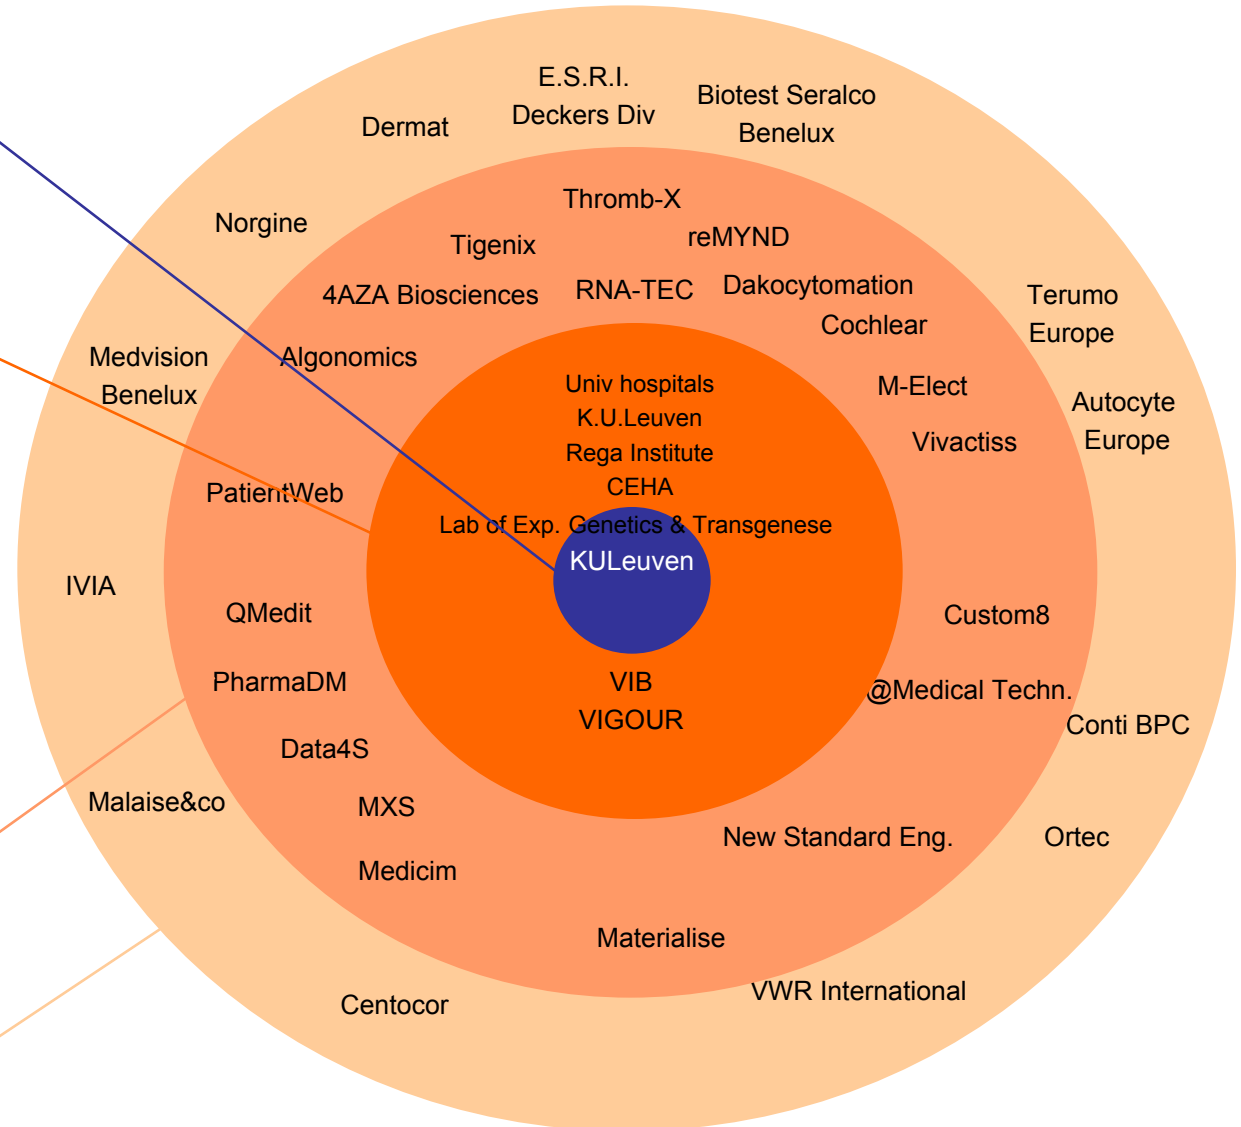 E.S.R.I.
Deckers Div
Biotest Seralco
Benelux
Dermat
Norgine
Thromb-X
reMYND
Tigenix
4AZA Biosciences
RNA-TEC
Dakocytomation
Cochlear
Terumo
Europe
Medvision
Benelux
Algonomics
Univ hospitals
K.U.Leuven
Rega Institute
CEHA
Lab of Exp. Genetics & Transgenese
KULeuven
M-Elect
Vivactiss
Autocyte
Europe
PatientWeb
IVIA
QMedit
Custom8
PharmaDM
VIB
VIGOUR
@Medical Techn.
Conti BPC
Data4S
Malaise&co
MXS
New Standard Eng.
Ortec
Medicim
Materialise
Centocor
VWR International